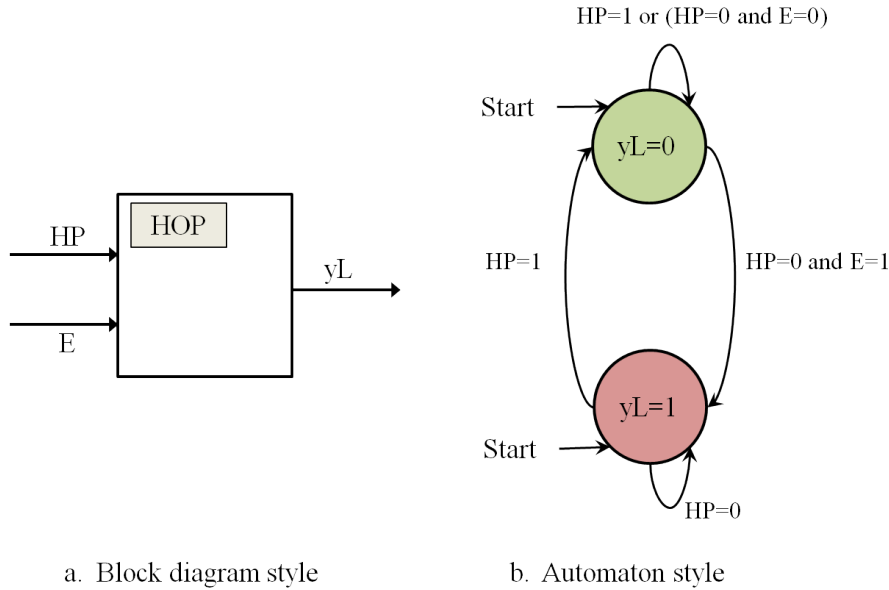 HOP
HP
E
yL
a. Block diagram style
HP=1 or (HP=0 and E=0)
Start
yL=0
HP=1
HP=0 and E=1
yL=1
Start
HP=0
b. Automaton style